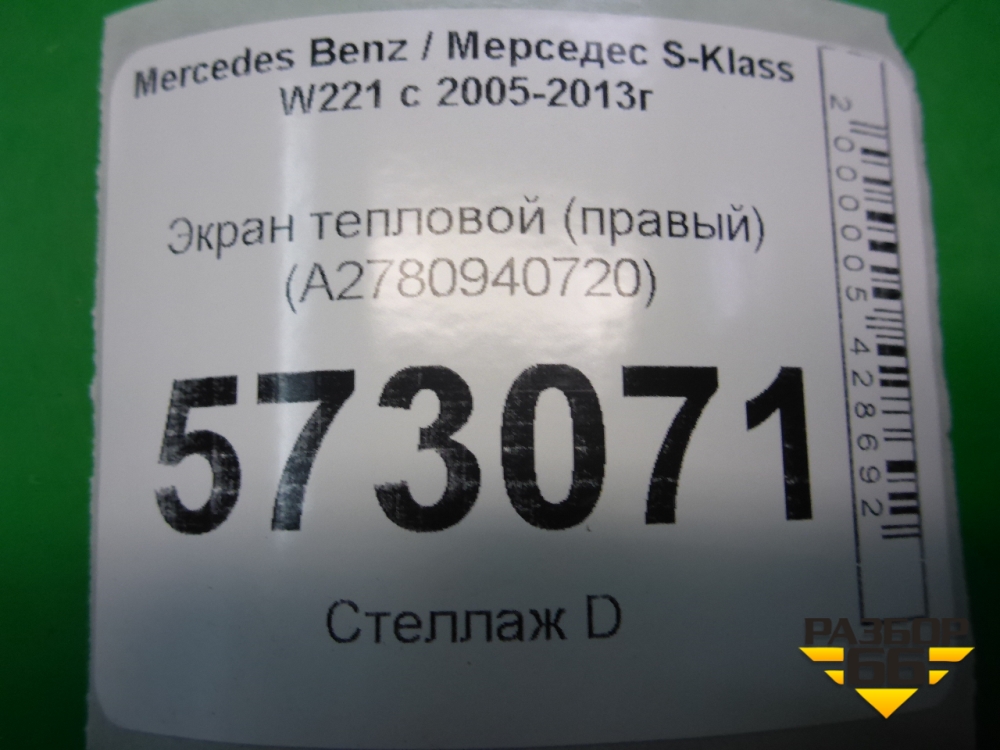 Mercedes Benz / Мерседес S-Klass
W221 с 2005-2013г
Экран тепловой (правый)
(A2780940720)
573071
Стеллаж D
2000005428692
РАЗБОР
66